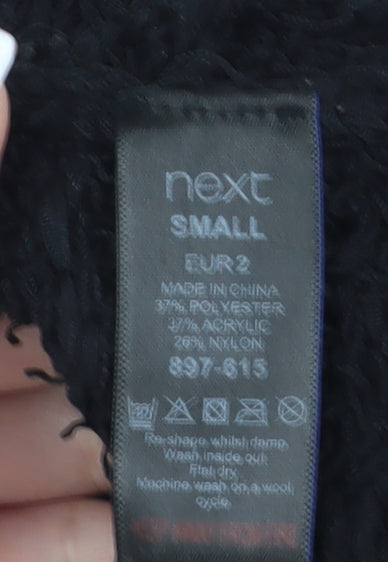 next
SMALL
EUR 2
MADE IN CHINA
37% POLYESTER
37% ACRYLIC
26% NYLON
897-615
Re-shape whilst damp
Wash inside out
Flat dry
Machine wash on a wool
cycle